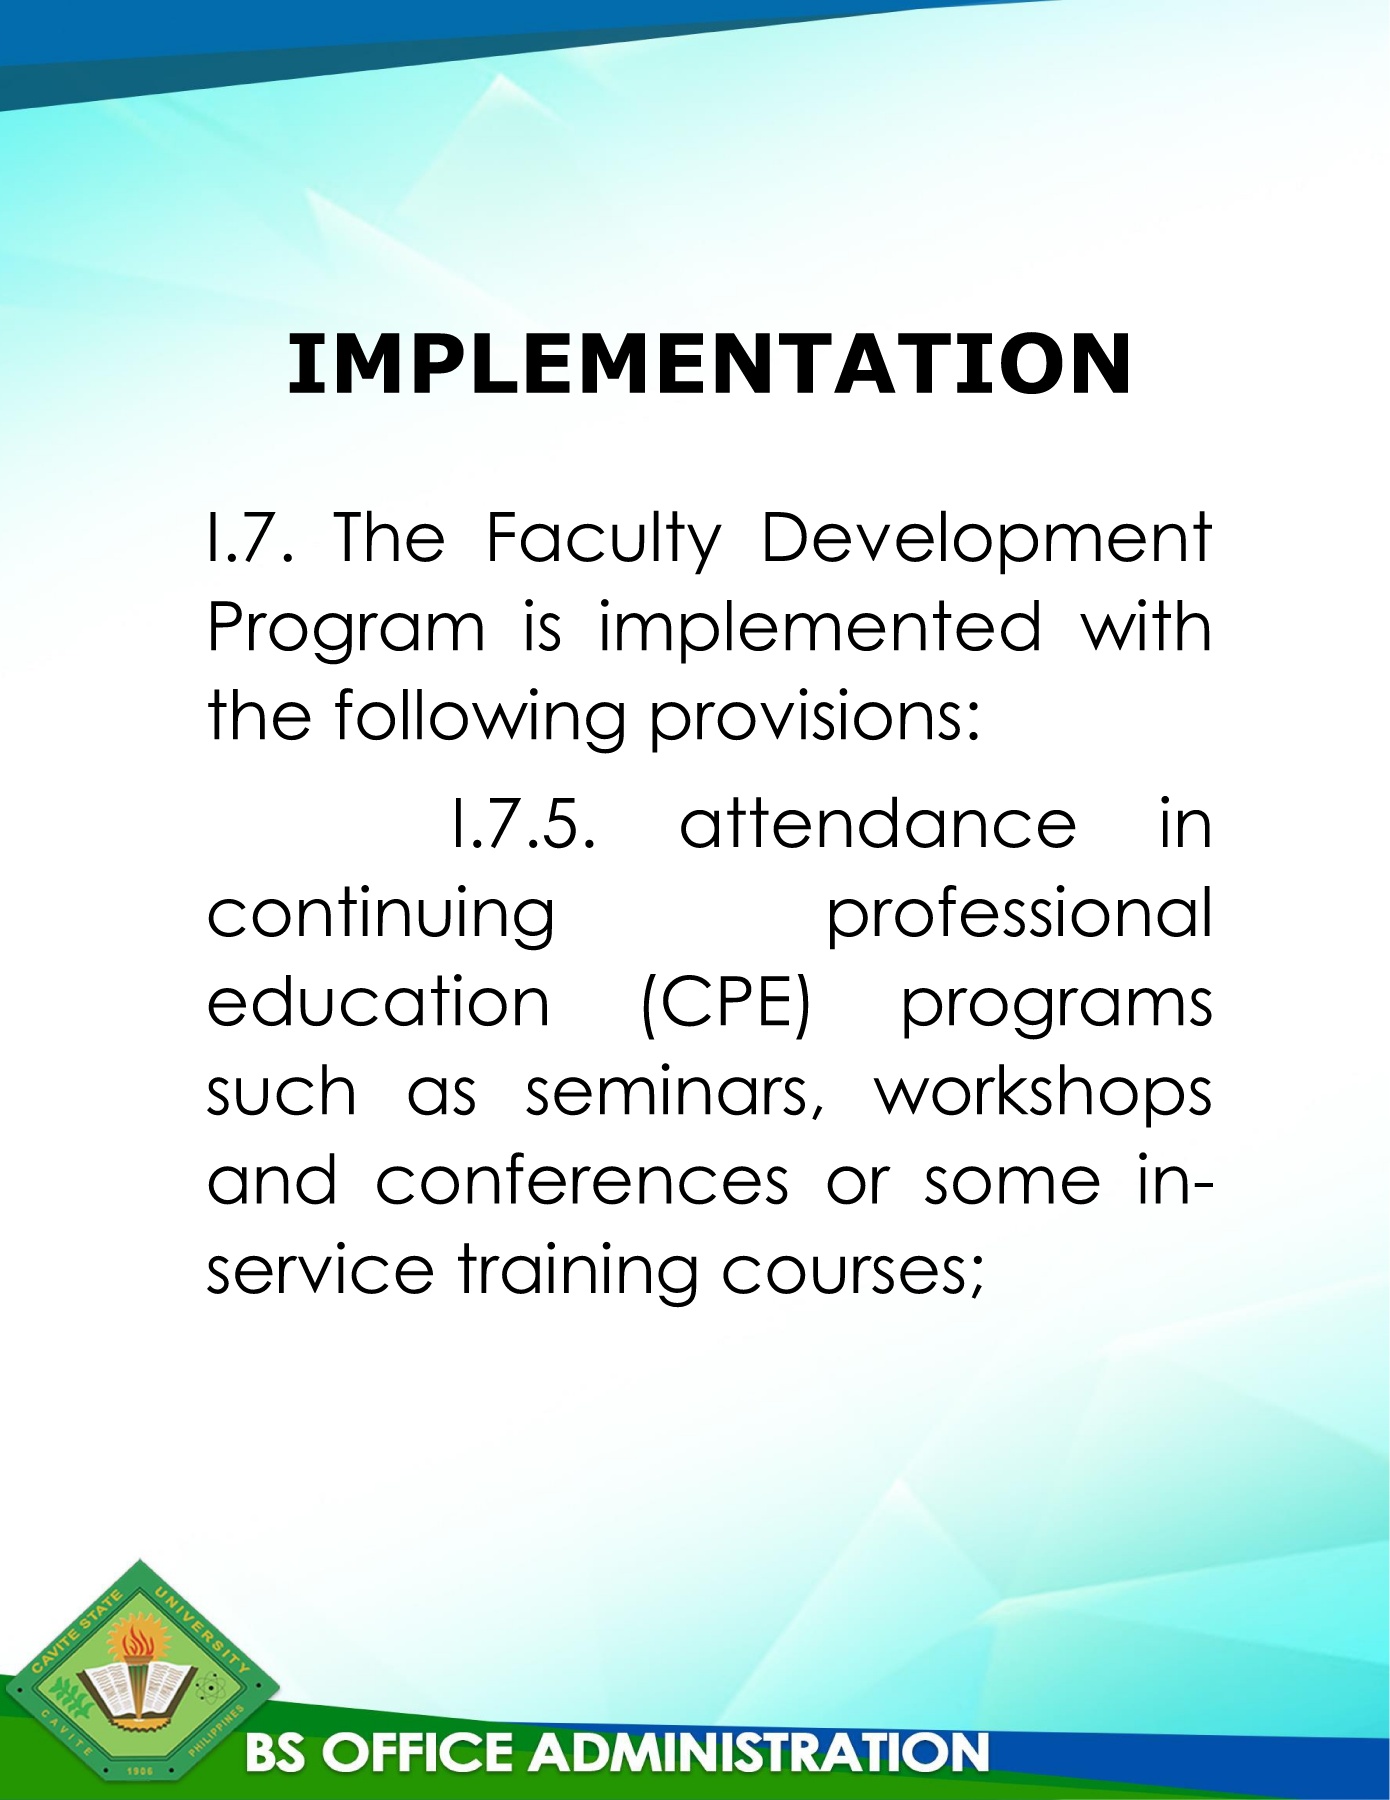 IMPLEMENTATION
I.7. The Faculty Development
Program is implemented with
the following provisions:
I.7.5. attendance in
continuing professional
education (CPE) programs
such as seminars, workshops
and conferences or some in-
service training courses;
CAVITE STATE UNIVERSITY
CAVITE PHILIPPINES
1906
BS OFFICE ADMINISTRATION